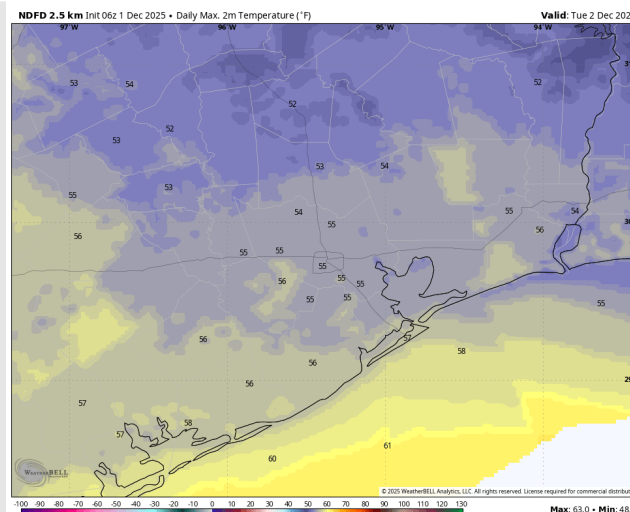 NDFD 2.5 km Init 06z 1 Dec 2025 • Daily Max. 2m Temperature (°F)
Valid: Tue 2 Dec 202
97°W 96°W 95°W 94°W
31
53 54 52
52
53 52
53 54
53
55
54 55 54
55
30
56 56
55 55
55
56 55 55
55 55
55
56 57
58
56
29
56
57
57 58
61
60
WEATHERBELL
© 2025 WeatherBELL Analytics, LLC. All rights reserved. License required for commercial distribut
-100 -90 -80 -70 -60 -50 -40 -30 -20 -10 0 10 20 30 40 50 60 70 80 90 100 110 120 130
Max: 63.0 • Min: 48.